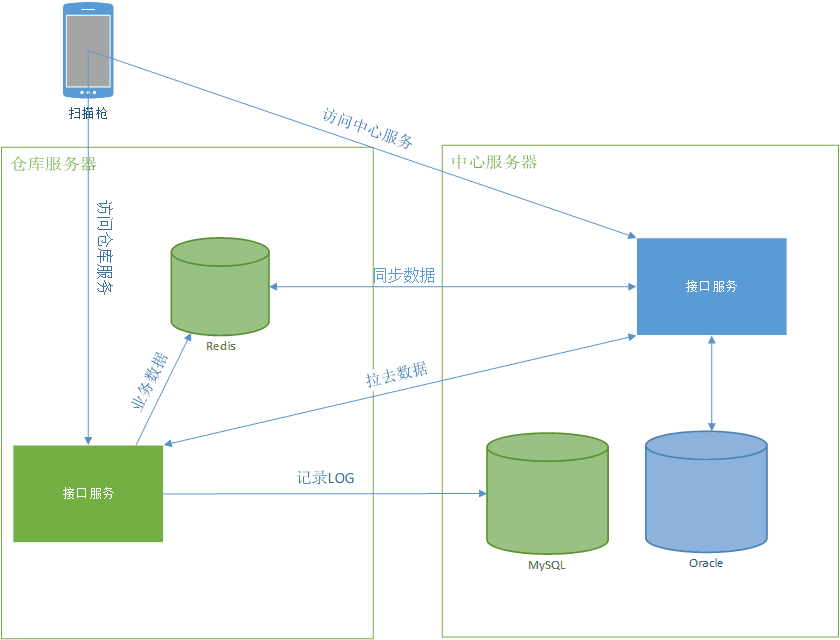 扫描枪
访问中心服务
仓库服务器
中心服务器
访问仓库服务
同步数据
接口服务
Redis
业务数据
拉去数据
记录LOG
接口服务
MySQL
Oracle